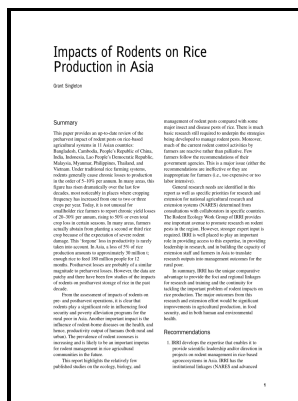 Impacts of Rodents on Rice
Production in Asia
Grant Singleton
Summary
This paper provides an up-to-date review of the
preharvest impact of rodent pests on rice-based
agricultural systems in 11 Asian countries:
Bangladesh, Cambodia, People's Republic of China,
India, Indonesia, Lao People's Democratic Republic,
Malaysia, Myanmar, Philippines, Thailand, and
Vietnam. Under traditional rice farming systems,
rodents generally cause chronic losses to production
in the order of 5–10% per annum. In many areas, this
figure has risen dramatically over the last few
decades, most noticeably in places where cropping
frequency has increased from one to two or three
crops per year. Today, it is not unusual for
established rice farmers to report chronic yield losses
of 20–30% per annum, rising to 50% or even total
crop loss in certain seasons. In many areas, farmers
actually abstain from planting a second or third rice
crop because of the expectation of severe rodent
damage. This 'forgone' loss in productivity is rarely
taken into account. In Asia, a loss of 5% of rice
production amounts to approximately 30 million t;
enough rice to feed 180 million people for 12
months. Postharvest losses are probably of a similar
magnitude to preharvest losses. However, the data are
patchy and there have been few studies of the impacts
of rodents on postharvest storage of rice in the past
decade.
From the assessment of impacts of rodents on
pre- and postharvest operations, it is clear that
rodents play a significant role in influencing food
security and poverty alleviation programs for the
rural poor in Asia. Another important impact is the
influence of rodent-borne diseases on the health, and
hence, productivity output of humans (both rural and
urban). The prevalence of rodent zoonoses is
increasing and is likely to be an important impetus
for rodent management in rice agricultural
communities in the future.
This report highlights the relatively few
published studies on the ecology, biology, and
management of rodent pests compared with some
major insect and disease pests of rice. There is much
basic research still required to underpin the strategies
being developed to manage rodent pests. Moreover,
much of the current rodent control activities by
farmers are reactive rather than palliative. Few
farmers follow the recommendations of their
government agencies. This is a major issue (either the
recommendations are ineffective or they are
inappropriate for farmers (i.e., too expensive or too
labor intensive).
General research needs are identified in this
report as well as specific priorities for research and
extension for national agricultural research and
extension systems (NARES) determined from
consultations with collaborators in specific countries.
The Rodent Ecology Work Group of IRRI provides
one important avenue to promote research on rodent
pests in the region. However, stronger expert input is
required. IRRI is well placed to play an important
role in providing access to this expertise, in providing
leadership in research, and in building the capacity of
extension staff and farmers in Asia to translate
research outputs into management outcomes for the
rural poor.
In summary, IRRI has the unique comparative
advantage to provide the foci and regional linkages
for research and training and the continuity for
tackling the important problem of rodent impacts on
rice production. The major outcomes from this
research and extension effort would be significant
improvements in agricultural production, in food
security, and in both human and environmental
health.
Recommendations
1. IRRI develops the expertise that enables it to
provide scientific leadership and/or direction in
projects on rodent management in rice-based
agroecosystems in Asia. IRRI has the
institutional linkages (NARES and advanced